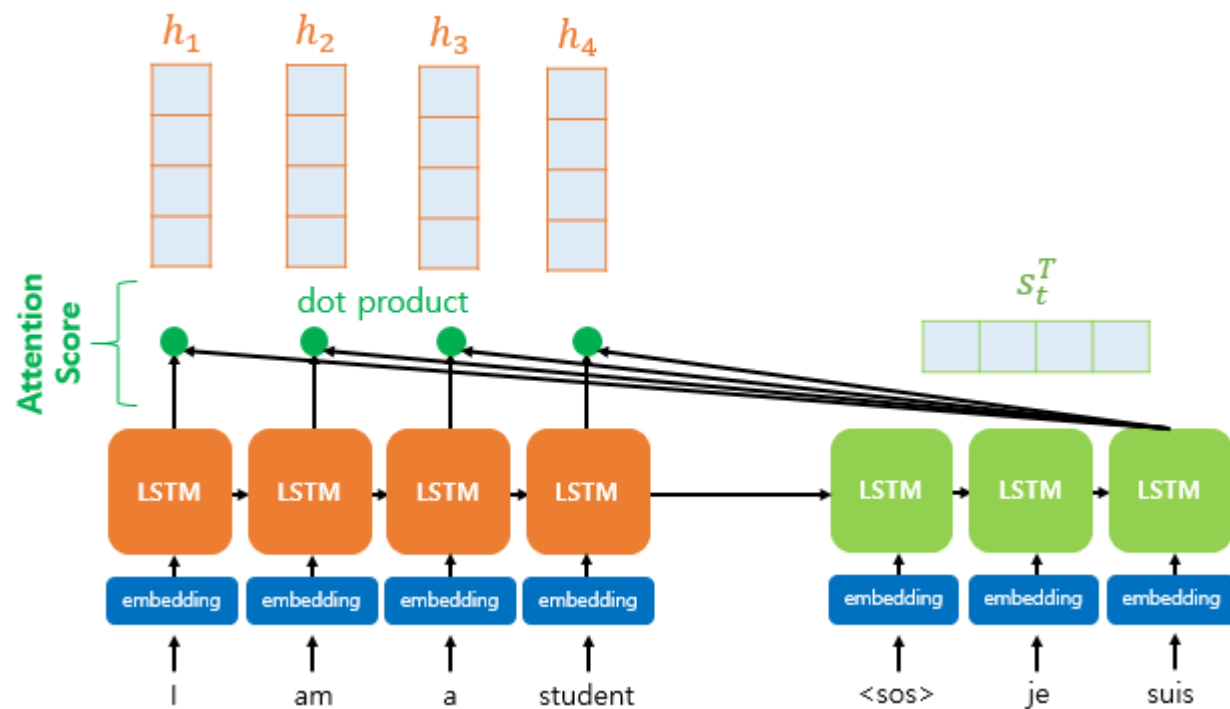 h₁ h₂ h₃ h₄
Attention
Score
dot product
s_t^T
LSTM LSTM LSTM LSTM LSTM LSTM LSTM
embedding embedding embedding embedding embedding embedding embedding
I am a student <sos> je suis